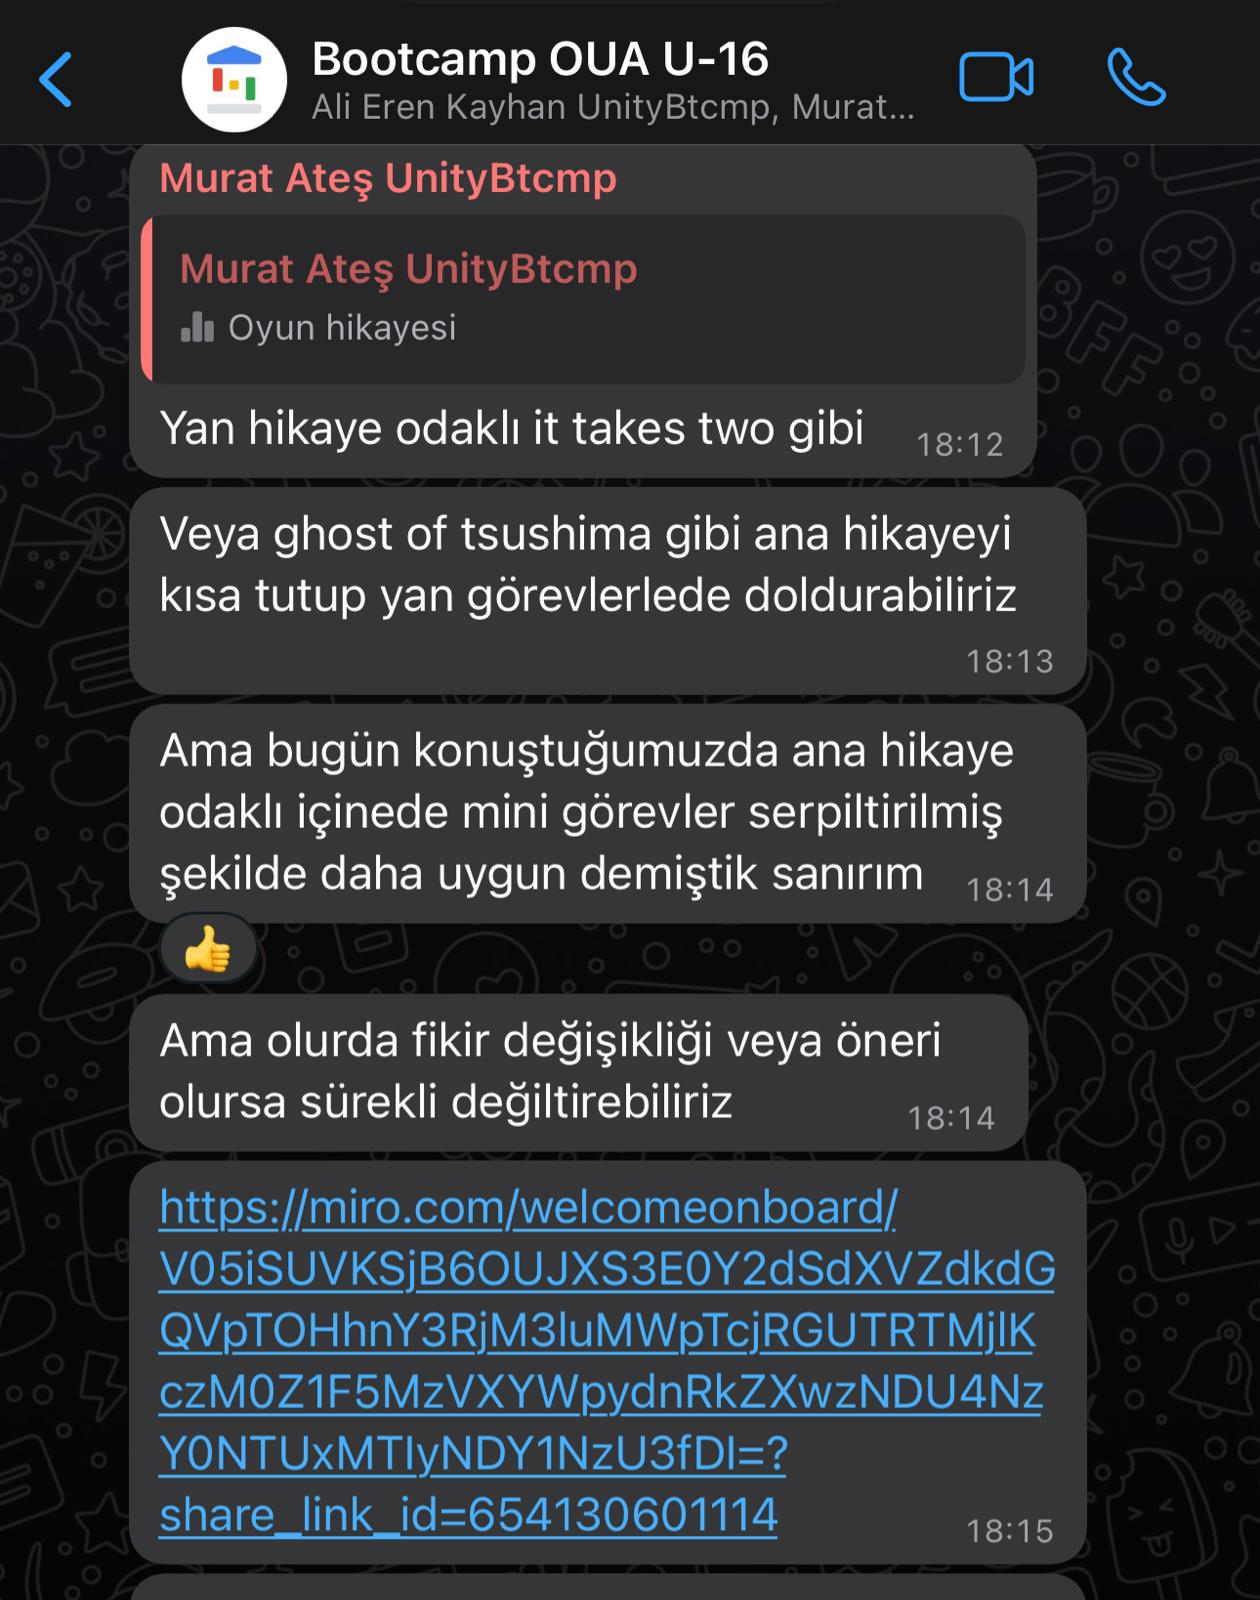 Bootcamp OUA U-16
Ali Eren Kayhan UnityBtcmp, Murat...
Murat Ateş UnityBtcmp
Murat Ateş UnityBtcmp
Oyun hikayesi
Yan hikaye odaklı it takes two gibi 18:12
Veya ghost of tsushima gibi ana hikayeyi
kısa tutup yan görevlerlede doldurabiliriz
18:13
Ama bugün konuştuğumuzda ana hikaye
odaklı içinede mini görevler serpiltirilmiş
şekilde daha uygun demiştik sanırım 18:14
Ama olurda fikir değişikliği veya öneri
olursa sürekli değiltirebiliriz 18:14
https://miro.com/welcomeonboard/
V05iSUVKSjB6OUJXS3E0Y2dSdXVZdkdG
QVpTOHhnY3RjM3luMWpTcjRGUTRTMjlK
czM0Z1F5MzVXYWpydnRkZXwzNDU4Nz
Y0NTUxMTIyNDY1NzU3fDI=?
share_link_id=654130601114 18:15